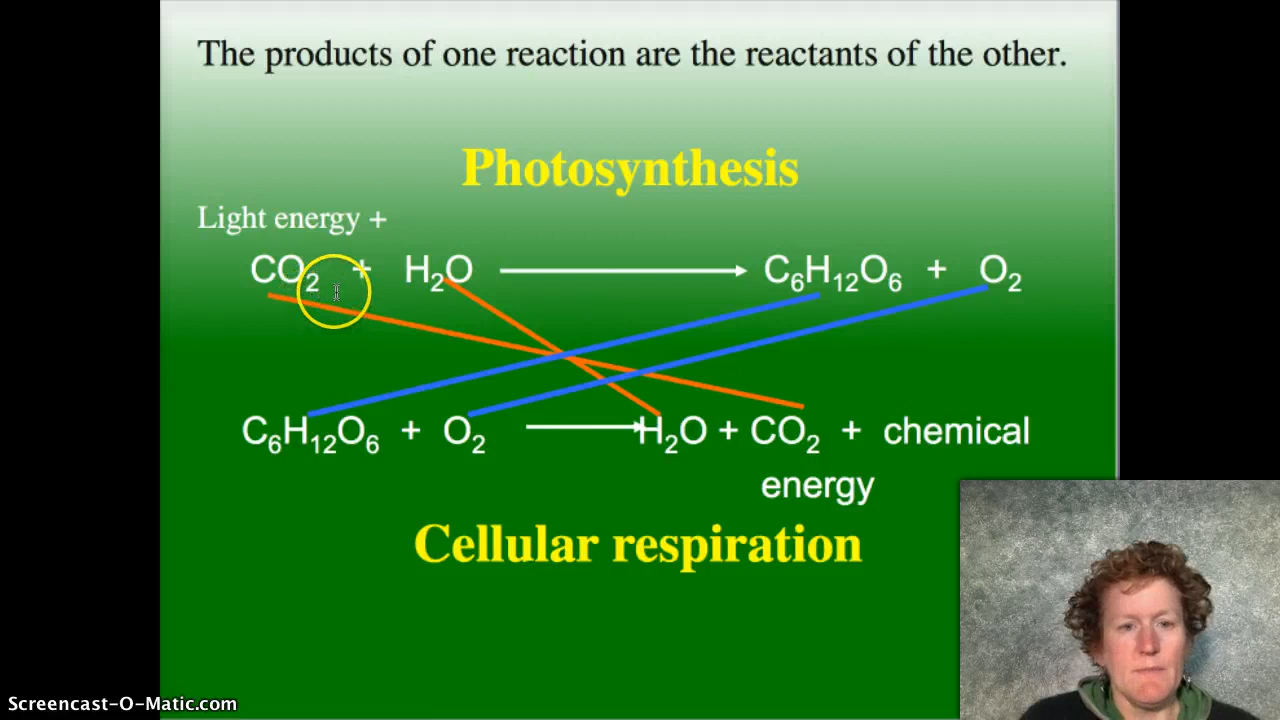 The products of one reaction are the reactants of the other.
Photosynthesis
Light energy +
CO₂ + H₂O → C₆H₁₂O₆ + O₂
C₆H₁₂O₆ + O₂ → H₂O + CO₂ + chemical
energy
Cellular respiration
Screencast-O-Matic.com